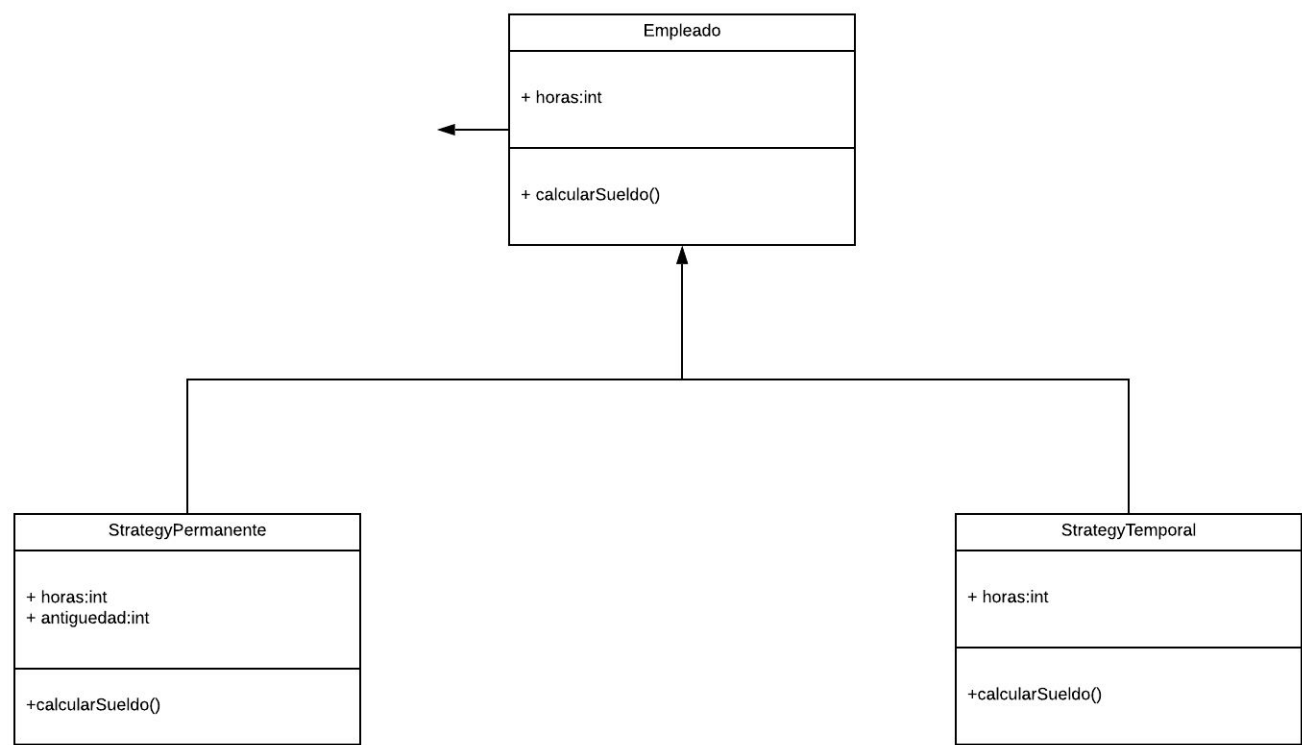 Empleado
+ horas:int
+ calcularSueldo()
StrategyPermanente
+ horas:int
+ antiguedad:int
+calcularSueldo()
StrategyTemporal
+ horas:int
+calcularSueldo()